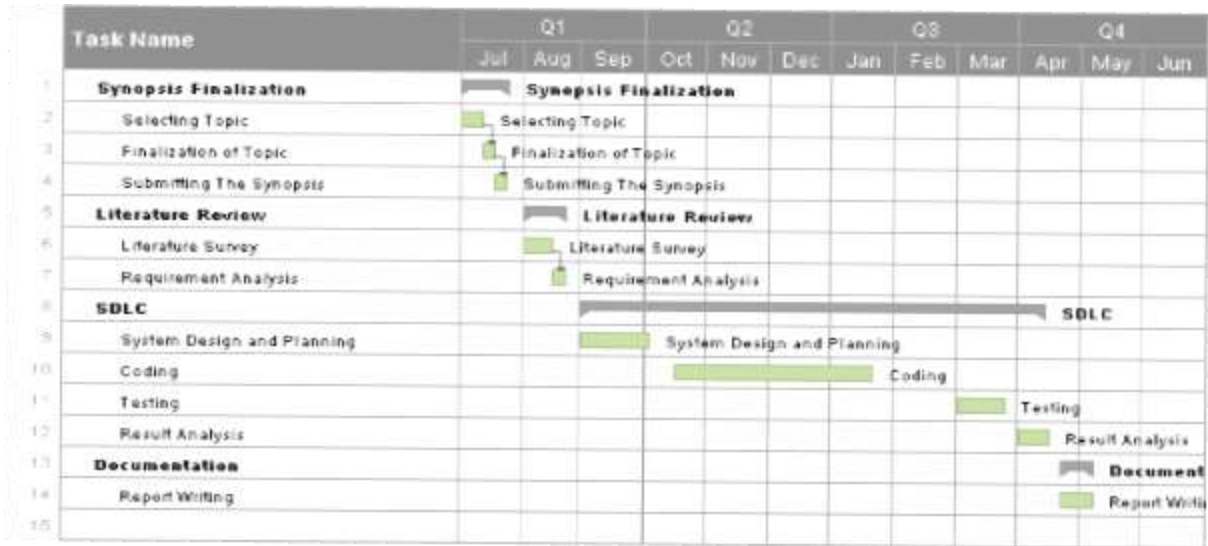 Task Name Q1 Q2 Q3 Q4
Jul Aug Sep Oct Nov Dec Jan Feb Mar Apr May Jun
1 Synopsis Finalization Synopsis Finalization
2 Selecting Topic Selecting Topic
3 Finalization of Topic Finalization of Topic
4 Submitting The Synopsis Submitting The Synopsis
5 Literature Review Literature Review
6 Literature Survey Literature Survey
7 Requirement Analysis Requirement Analysis
8 SDLC SDLC
9 System Design and Planning System Design and Planning
10 Coding Coding
11 Testing Testing
12 Result Analysis Result Analysis
13 Documentation Document
14 Report Writing Report Writi
15